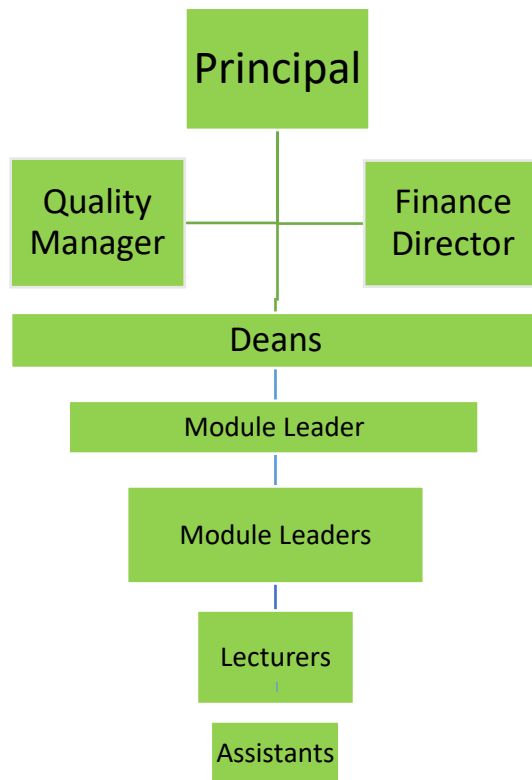 Principal
Quality
Manager
Finance
Director
Deans
Module Leader
Module Leaders
Lecturers
Assistants